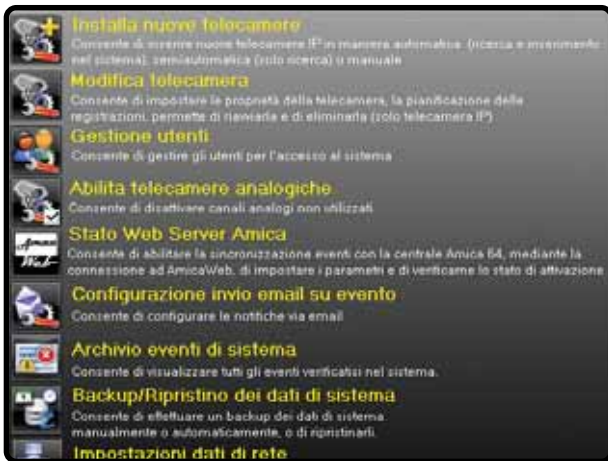 Installa nuove telecamere
Consente di inserire nuove telecamere IP in maniera automatica (ricerca e inserimento
nel sistema), semiautomatica (solo ricerca) o manuale
Modifica telecamera
Consente di impostare le proprietà della telecamera, la pianificazione delle
registrazioni, permette di riavviarla e di eliminarla (solo telecamera IP)
Gestione utenti
Consente di gestire gli utenti per l'accesso al sistema
Abilita telecamere analogiche
Consente di disattivare canali analogi non utilizzati
Amica
Web
Stato Web Server Amica
Consente di abilitare la sincronizzazione eventi con la centrale Amica 64, mediante la
connessione ad AmicaWeb, di impostare i parametri e di verificarne lo stato di attivazione
Configurazione invio email su evento
Consente di configurare le notifiche via email
Archivio eventi di sistema
Consente di visualizzare tutti gli eventi verificatisi nel sistema.
Backup/Ripristino dei dati di sistema
Consente di effettuare un backup dei dati di sistema
manualmente o automaticamente, o di ripristinarli.
Impostazioni dati di rete